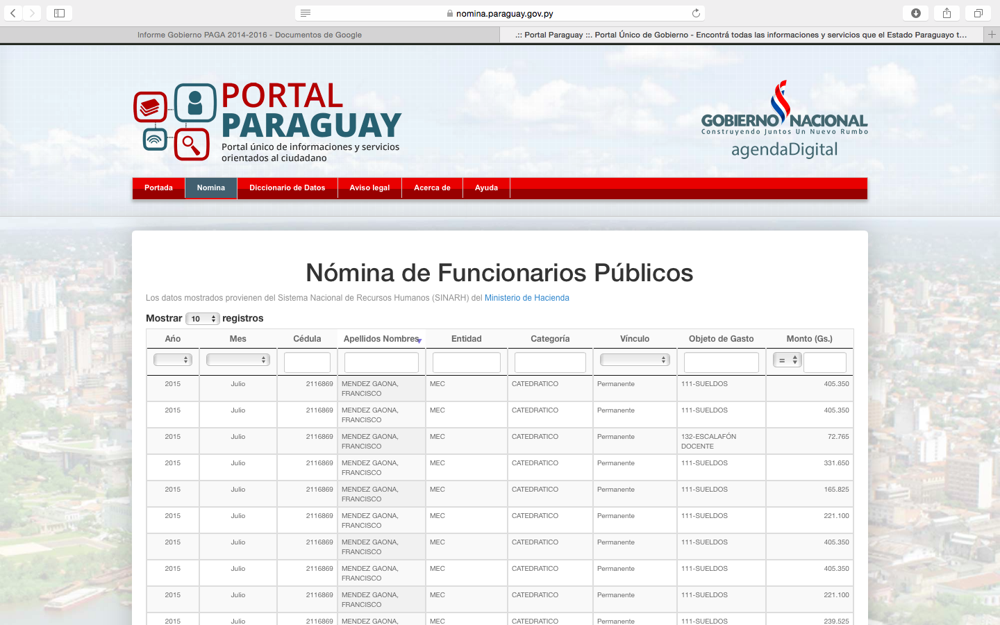 nomina.paraguay.gov.py
Informe Gobierno PAGA 2014-2016 - Documentos de Google
.:: Portal Paraguay ::. Portal Único de Gobierno - Encontrá todas las informaciones y servicios que el Estado Paraguayo t...
PORTAL
PARAGUAY
Portal único de informaciones y servicios
orientados al ciudadano
GOBIERNO NACIONAL
Construyendo Juntos Un Nuevo Rumbo
agendaDigital
Portada Nomina Diccionario de Datos Aviso legal Acerca de Ayuda
Nómina de Funcionarios Públicos
Los datos mostrados provienen del Sistema Nacional de Recursos Humanos (SINARH) del Ministerio de Hacienda
Mostrar 10 registros
Año Mes Cédula Apellidos Nombres Entidad Categoría Vínculo Objeto de Gasto Monto (Gs.)
=
2015 Julio 2116869 MENDEZ GAONA, MEC CATEDRATICO Permanente 111-SUELDOS 405.350
FRANCISCO
2015 Julio 2116869 MENDEZ GAONA, MEC CATEDRATICO Permanente 111-SUELDOS 405.350
FRANCISCO
2015 Julio 2116869 MENDEZ GAONA, MEC CATEDRATICO Permanente 132-ESCALAFÓN 72.765
FRANCISCO DOCENTE
2015 Julio 2116869 MENDEZ GAONA, MEC CATEDRATICO Permanente 111-SUELDOS 331.650
FRANCISCO
2015 Julio 2116869 MENDEZ GAONA, MEC CATEDRATICO Permanente 111-SUELDOS 165.825
FRANCISCO
2015 Julio 2116869 MENDEZ GAONA, MEC CATEDRATICO Permanente 111-SUELDOS 221.100
FRANCISCO
2015 Julio 2116869 MENDEZ GAONA, MEC CATEDRATICO Permanente 111-SUELDOS 405.350
FRANCISCO
2015 Julio 2116869 MENDEZ GAONA, MEC CATEDRATICO Permanente 111-SUELDOS 405.350
FRANCISCO
2015 Julio 2116869 MENDEZ GAONA, MEC CATEDRATICO Permanente 111-SUELDOS 221.100
FRANCISCO
2015 Julio 2116869 MENDEZ GAONA, MEC CATEDRATICO Permanente 111-SUELDOS 239.525